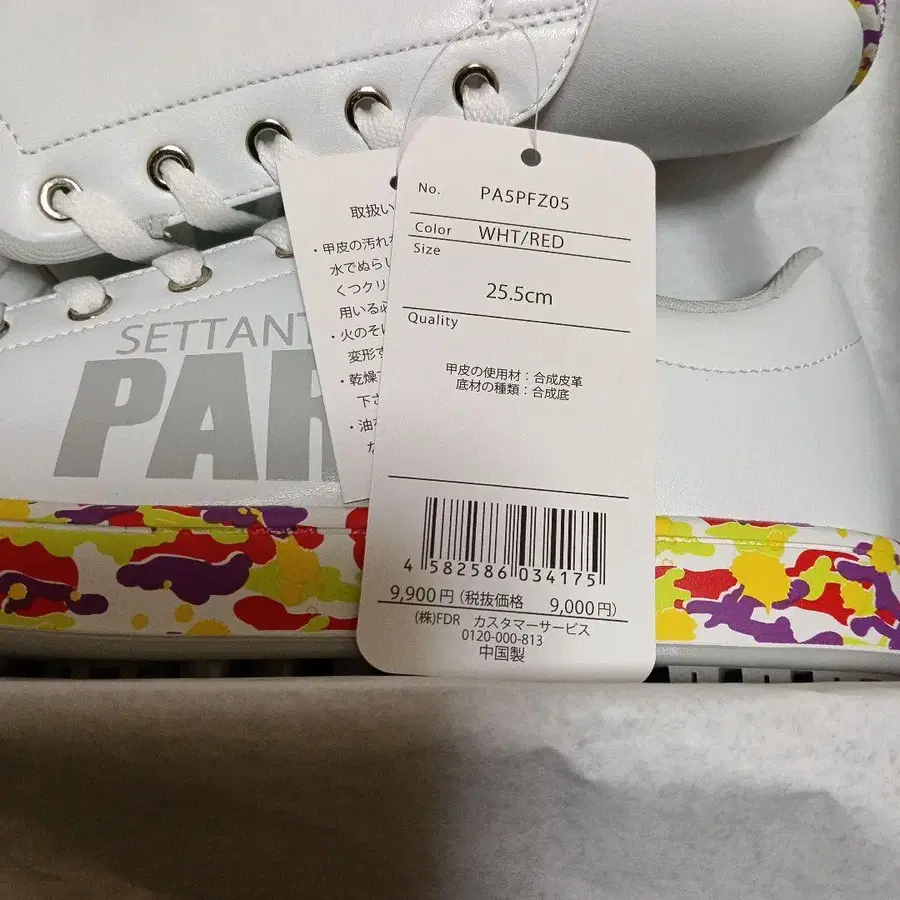 SETTANT
PAR
取扱い
・甲皮の汚れ
水でぬらし
くつクリ
用いる必
・火のそば
変形す
・乾燥
下さ
・油
No. PA5PFZ05
Color WHT/RED
Size
25.5cm
Quality
甲皮の使用材：合成皮革
底材の種類：合成底
4 582586 034175
9,900円（税抜価格 9,000円）
(株)FDR カスタマーサービス
0120-000-813
中国製